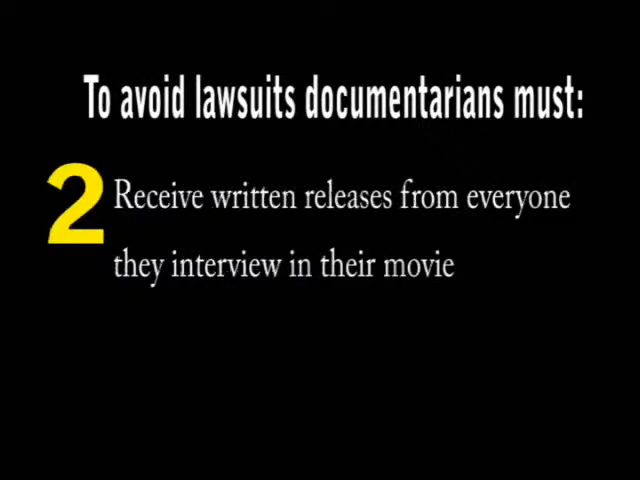 To avoid lawsuits documentarians must:
2 Receive written releases from everyone
they interview in their movie